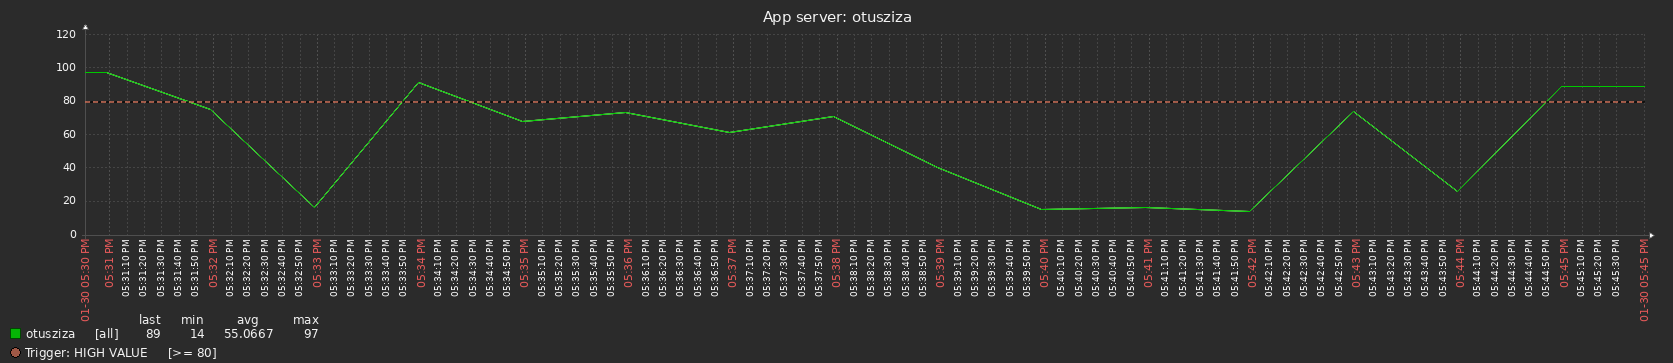 App server: otusziza
120
100
80
60
40
20
0
01-30 05:30 PM
05:31 PM
05:31:10 PM
05:31:20 PM
05:31:30 PM
05:31:40 PM
05:31:50 PM
05:32 PM
05:32:10 PM
05:32:20 PM
05:32:30 PM
05:32:40 PM
05:32:50 PM
05:33 PM
05:33:10 PM
05:33:20 PM
05:33:30 PM
05:33:40 PM
05:33:50 PM
05:34 PM
05:34:10 PM
05:34:20 PM
05:34:30 PM
05:34:40 PM
05:34:50 PM
05:35 PM
05:35:10 PM
05:35:20 PM
05:35:30 PM
05:35:40 PM
05:35:50 PM
05:36 PM
05:36:10 PM
05:36:20 PM
05:36:30 PM
05:36:40 PM
05:36:50 PM
05:37 PM
05:37:10 PM
05:37:20 PM
05:37:30 PM
05:37:40 PM
05:37:50 PM
05:38 PM
05:38:10 PM
05:38:20 PM
05:38:30 PM
05:38:40 PM
05:38:50 PM
05:39 PM
05:39:10 PM
05:39:20 PM
05:39:30 PM
05:39:40 PM
05:39:50 PM
05:40 PM
05:40:10 PM
05:40:20 PM
05:40:30 PM
05:40:40 PM
05:40:50 PM
05:41 PM
05:41:10 PM
05:41:20 PM
05:41:30 PM
05:41:40 PM
05:41:50 PM
05:42 PM
05:42:10 PM
05:42:20 PM
05:42:30 PM
05:42:40 PM
05:42:50 PM
05:43 PM
05:43:10 PM
05:43:20 PM
05:43:30 PM
05:43:40 PM
05:43:50 PM
05:44 PM
05:44:10 PM
05:44:20 PM
05:44:30 PM
05:44:40 PM
05:44:50 PM
05:45 PM
05:45:10 PM
05:45:20 PM
05:45:30 PM
01-30 05:45 PM
last min avg max
otusziza [all] 89 14 55.0667 97
Trigger: HIGH VALUE [>= 80]